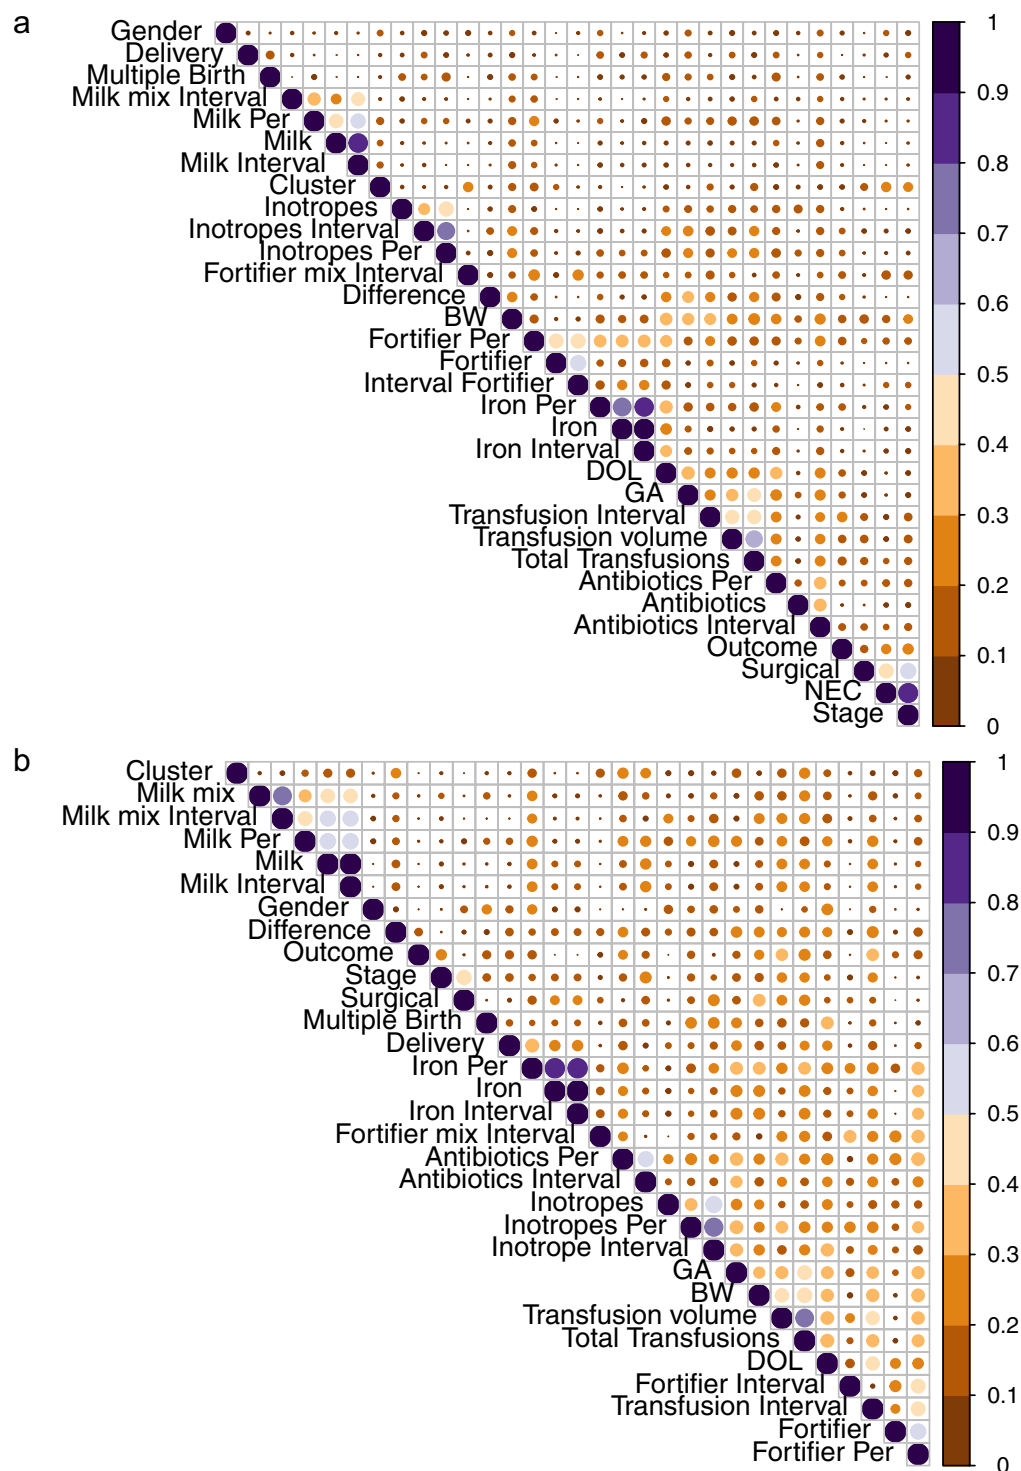 a
Gender
Delivery
Multiple Birth
Milk mix Interval
Milk Per
Milk
Milk Interval
Cluster
Inotropes
Inotropes Interval
Inotropes Per
Fortifier mix Interval
Difference
BW
Fortifier Per
Fortifier
Interval Fortifier
Iron Per
Iron
Iron Interval
DOL
GA
Transfusion Interval
Transfusion volume
Total Transfusions
Antibiotics Per
Antibiotics
Antibiotics Interval
Outcome
Surgical
NEC
Stage
1
0.9
0.8
0.7
0.6
0.5
0.4
0.3
0.2
0.1
0
b
Cluster
Milk mix
Milk mix Interval
Milk Per
Milk
Milk Interval
Gender
Difference
Outcome
Stage
Surgical
Multiple Birth
Delivery
Iron Per
Iron
Iron Interval
Fortifier mix Interval
Antibiotics Per
Antibiotics Interval
Inotropes
Inotropes Per
Inotrope Interval
GA
BW
Transfusion volume
Total Transfusions
DOL
Fortifier Interval
Transfusion Interval
Fortifier
Fortifier Per
1
0.9
0.8
0.7
0.6
0.5
0.4
0.3
0.2
0.1
0